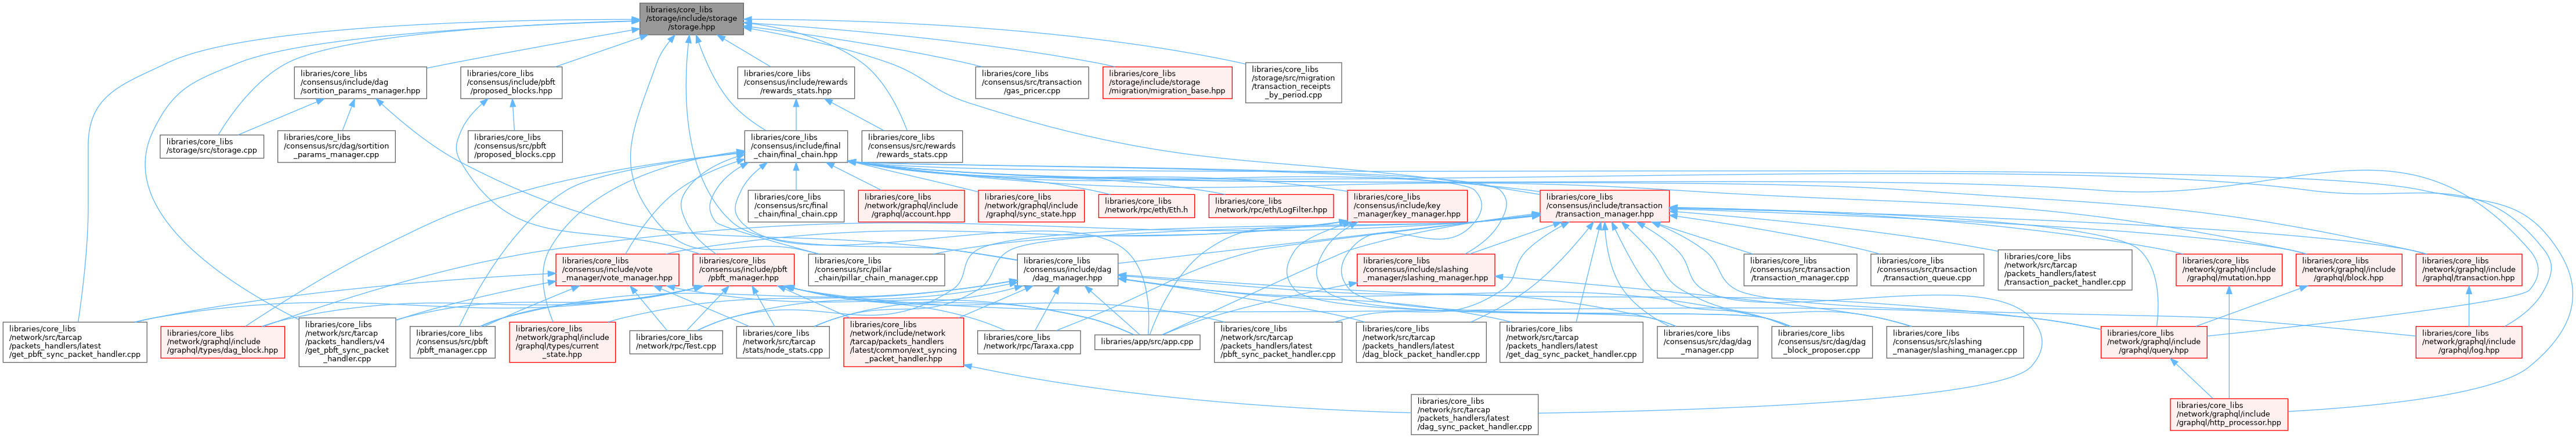 libraries/core_libs
/storage/include/storage
/storage.hpp
libraries/core_libs
/consensus/include/dag
/sortition_params_manager.hpp
libraries/core_libs
/consensus/include/pbft
/proposed_blocks.hpp
libraries/core_libs
/consensus/include/rewards
/rewards_stats.hpp
libraries/core_libs
/consensus/src/transaction
/gas_pricer.cpp
libraries/core_libs
/storage/include/storage
/migration/migration_base.hpp
libraries/core_libs
/storage/src/migration
/transaction_receipts
_by_period.cpp
libraries/core_libs
/storage/src/storage.cpp
libraries/core_libs
/consensus/src/dag/sortition
_params_manager.cpp
libraries/core_libs
/consensus/src/pbft
/proposed_blocks.cpp
libraries/core_libs
/consensus/include/final
_chain/final_chain.hpp
libraries/core_libs
/consensus/src/rewards
/rewards_stats.cpp
libraries/core_libs
/consensus/src/final
_chain/final_chain.cpp
libraries/core_libs
/network/graphql/include
/graphql/account.hpp
libraries/core_libs
/network/graphql/include
/graphql/sync_state.hpp
libraries/core_libs
/network/rpc/eth/Eth.h
libraries/core_libs
/network/rpc/eth/LogFilter.hpp
libraries/core_libs
/consensus/include/key
_manager/key_manager.hpp
libraries/core_libs
/consensus/include/transaction
/transaction_manager.hpp
libraries/core_libs
/consensus/include/vote
_manager/vote_manager.hpp
libraries/core_libs
/consensus/include/pbft
/pbft_manager.hpp
libraries/core_libs
/consensus/src/pillar
_chain/pillar_chain_manager.cpp
libraries/core_libs
/consensus/include/dag
/dag_manager.hpp
libraries/core_libs
/consensus/include/slashing
_manager/slashing_manager.hpp
libraries/core_libs
/consensus/src/transaction
/transaction_manager.cpp
libraries/core_libs
/consensus/src/transaction
/transaction_queue.cpp
libraries/core_libs
/network/src/tarcap
/packets_handlers/latest
/transaction_packet_handler.cpp
libraries/core_libs
/network/graphql/include
/graphql/mutation.hpp
libraries/core_libs
/network/graphql/include
/graphql/block.hpp
libraries/core_libs
/network/graphql/include
/graphql/transaction.hpp
libraries/core_libs
/network/src/tarcap
/packets_handlers/latest
/get_pbft_sync_packet_handler.cpp
libraries/core_libs
/network/graphql/include
/graphql/types/dag_block.hpp
libraries/core_libs
/network/src/tarcap
/packets_handlers/v4
/get_pbft_sync_packet
_handler.cpp
libraries/core_libs
/consensus/src/pbft
/pbft_manager.cpp
libraries/core_libs
/network/graphql/include
/graphql/types/current
_state.hpp
libraries/core_libs
/network/rpc/Test.cpp
libraries/core_libs
/network/src/tarcap
/stats/node_stats.cpp
libraries/core_libs
/network/include/network
/tarcap/packets_handlers
/latest/common/ext_syncing
_packet_handler.hpp
libraries/core_libs
/network/rpc/Taraxa.cpp
libraries/app/src/app.cpp
libraries/core_libs
/network/src/tarcap
/packets_handlers/latest
/pbft_sync_packet_handler.cpp
libraries/core_libs
/network/src/tarcap
/packets_handlers/latest
/dag_block_packet_handler.cpp
libraries/core_libs
/network/src/tarcap
/packets_handlers/latest
/get_dag_sync_packet_handler.cpp
libraries/core_libs
/consensus/src/dag/dag
_manager.cpp
libraries/core_libs
/consensus/src/dag/dag
_block_proposer.cpp
libraries/core_libs
/consensus/src/slashing
_manager/slashing_manager.cpp
libraries/core_libs
/network/graphql/include
/graphql/query.hpp
libraries/core_libs
/network/graphql/include
/graphql/log.hpp
libraries/core_libs
/network/src/tarcap
/packets_handlers/latest
/dag_sync_packet_handler.cpp
libraries/core_libs
/network/graphql/include
/graphql/http_processor.hpp